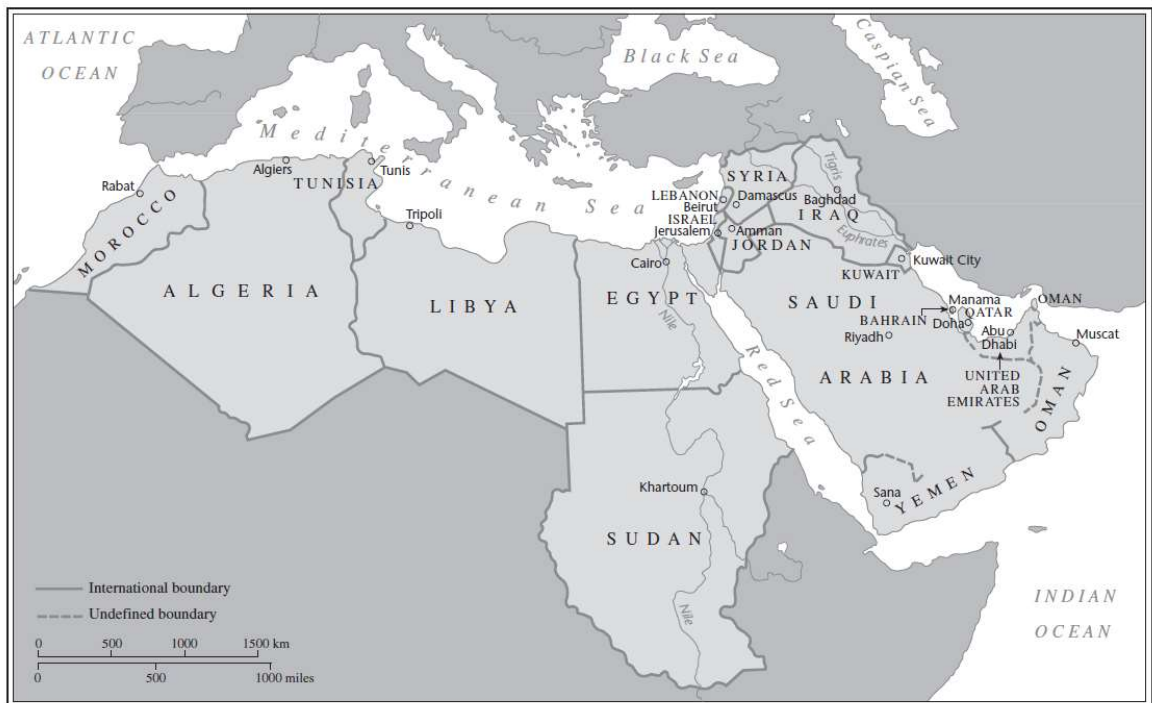 ATLANTIC
OCEAN
Black Sea
Caspian Sea
Mediterranean Sea
Rabat
Algiers
Tunis
TUNISIA
Tripoli
MOROCCO
ALGERIA
LIBYA
EGYPT
Cairo
Nile
SYRIA
LEBANON
Damascus
Beirut
ISRAEL
Jerusalem
Amman
JORDAN
Tigris
Baghdad
IRAQ
Euphrates
KUWAIT
Kuwait City
SAUDI
ARABIA
Manama
QATAR
BAHRAIN
Doha
Riyadh
Abu
Dhabi
OMAN
Muscat
UNITED
ARAB
EMIRATES
OMAN
Red Sea
Sana
YEMEN
Khartoum
SUDAN
Nile
INDIAN
OCEAN
International boundary
Undefined boundary
0 500 1000 1500 km
0 500 1000 miles